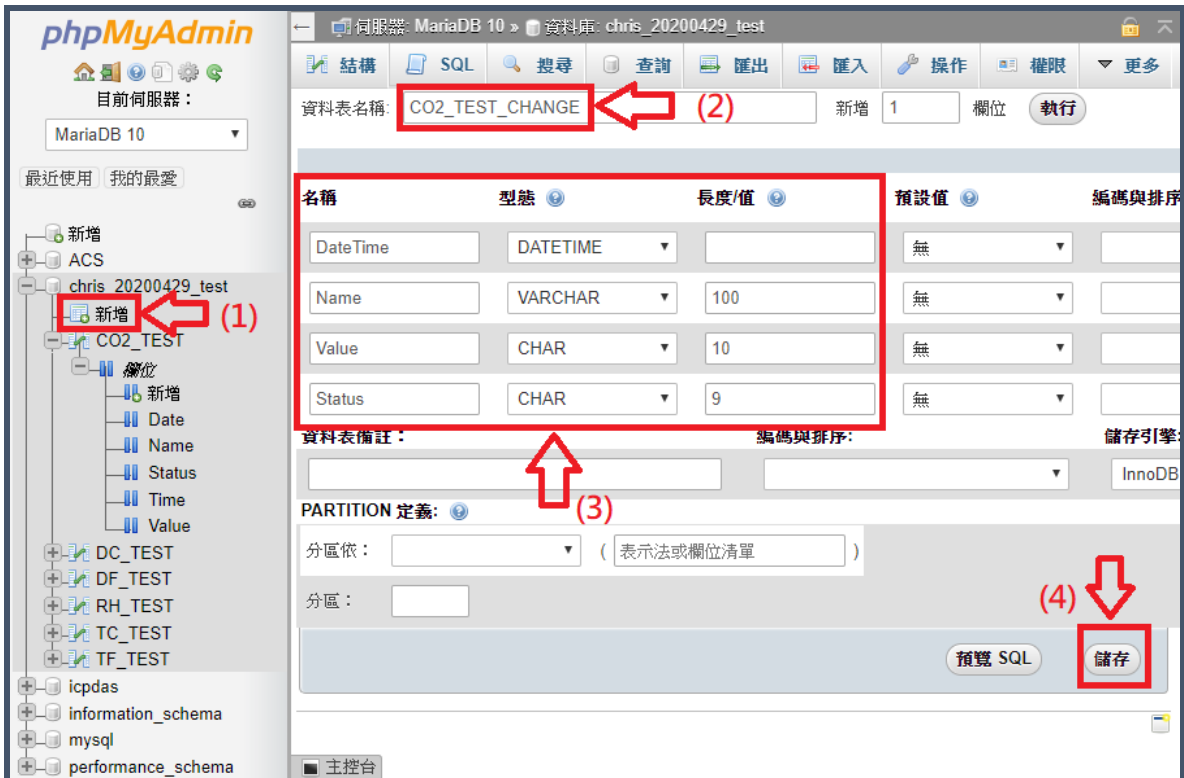 phpMyAdmin
目前伺服器：
MariaDB 10
最近使用 我的最愛
新增
ACS
chris_20200429_test
新增 (1)
CO2_TEST
欄位
新增
Date
Name
Status
Time
Value
DC_TEST
DF_TEST
RH_TEST
TC_TEST
TF_TEST
icpdas
information_schema
mysql
performance_schema
伺服器: MariaDB 10 » 資料庫: chris_20200429_test
結構 SQL 搜尋 查詢 匯出 匯入 操作 權限 更多
資料表名稱: CO2_TEST_CHANGE (2) 新增 1 欄位 執行
名稱 型態 長度/值 預設值 編碼與排序
DateTime DATETIME 無
Name VARCHAR 100 無
Value CHAR 10 無
Status CHAR 9 無
資料表備註： 編碼與排序: 儲存引擎:
InnoDB
(3)
PARTITION 定義:
分區依： ( 表示法或欄位清單 )
分區：
(4)
預覽 SQL 儲存
主控台